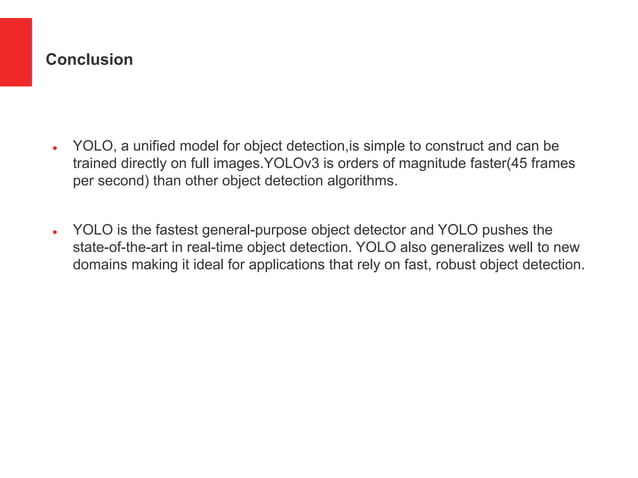 Conclusion
YOLO, a unified model for object detection,is simple to construct and can be
trained directly on full images.YOLOv3 is orders of magnitude faster(45 frames
per second) than other object detection algorithms.
YOLO is the fastest general-purpose object detector and YOLO pushes the
state-of-the-art in real-time object detection. YOLO also generalizes well to new
domains making it ideal for applications that rely on fast, robust object detection.